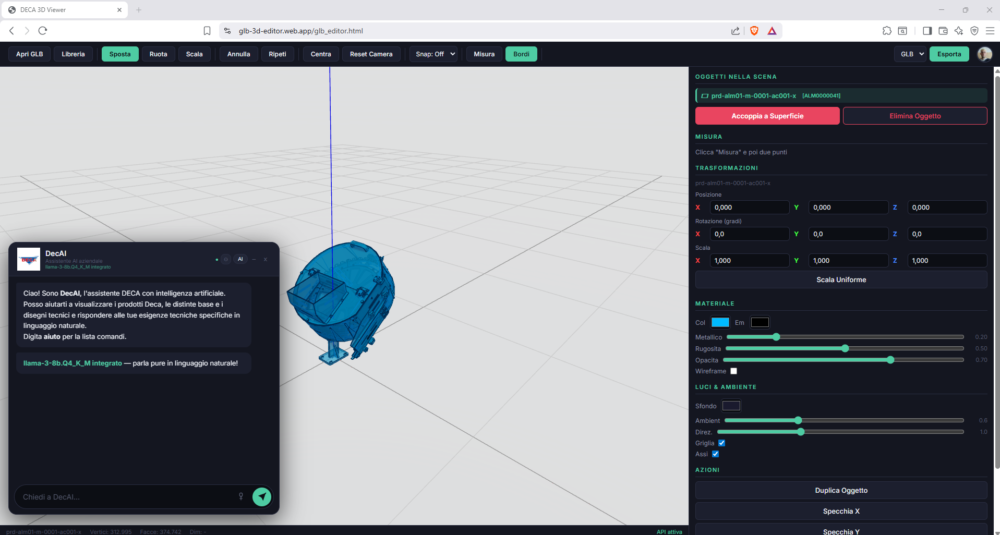 DECA 3D Viewer
glb-3d-editor.web.app/glb_editor.html
Apri GLB Libreria Sposta Ruota Scala Annulla Ripeti Centra Reset Camera Snap: Off Misura Bordi GLB Esporta
OGGETTI NELLA SCENA
prd-alm01-m-0001-ac001-x [ALM0000041]
Accoppia a Superficie Elimina Oggetto
MISURA
Clicca "Misura" e poi due punti
TRASFORMAZIONI
prd-alm01-m-0001-ac001-x
Posizione
X 0,000 Y 0,000 Z 0,000
Rotazione (gradi)
X 0,0 Y 0,0 Z 0,0
Scala
X 1,000 Y 1,000 Z 1,000
Scala Uniforme
MATERIALE
Col Em
Metallico 0.20
Rugosita 0.50
Opacita 0.70
Wireframe
LUCI & AMBIENTE
Sfondo
Ambient 0.6
Direz. 1.0
Griglia
Assi
AZIONI
Duplica Oggetto
Specchia X
Specchia Y
DECA
DecAI
Assistente AI aziendale
llama-3-8b.Q4_K_M integrato
AI
Ciao! Sono DecAI, l'assistente DECA con intelligenza artificiale.
Posso aiutarti a visualizzare i prodotti Deca, le distinte base e i
disegni tecnici e rispondere alle tue esigenze tecniche specifiche in
linguaggio naturale.
Digita aiuto per la lista comandi.
llama-3-8b.Q4_K_M integrato — parla pure in linguaggio naturale!
Chiedi a DecAI...
prd-alm01-m-0001-ac001-x Vertici: 312.995 Facce: 374.742 Dim: -
API attiva